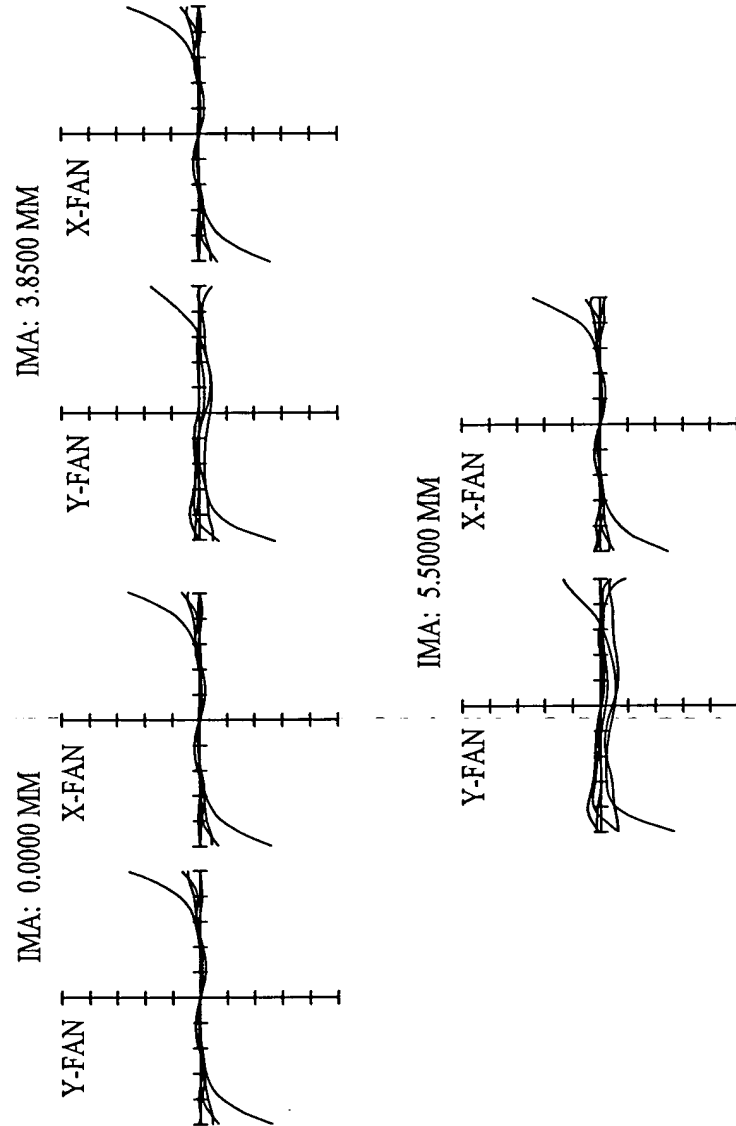 IMA: 0.0000 MM
Y-FAN
X-FAN
IMA: 3.8500 MM
Y-FAN
X-FAN
IMA: 5.5000 MM
Y-FAN
X-FAN